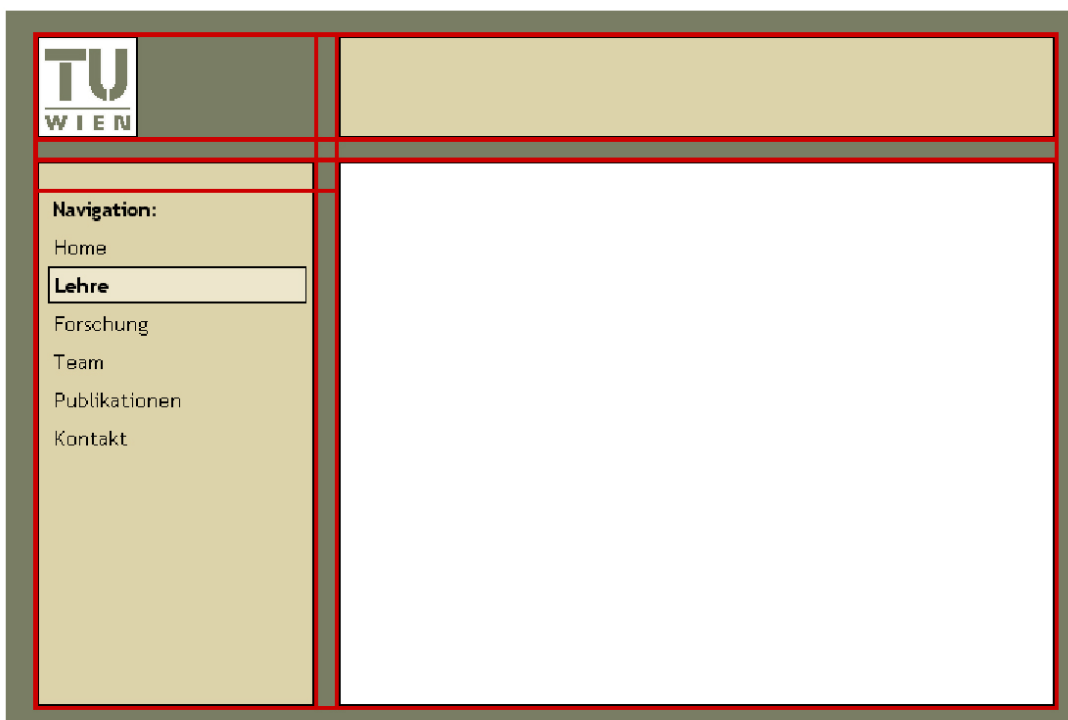 TU
WIEN
Navigation:
Home
Lehre
Forschung
Team
Publikationen
Kontakt